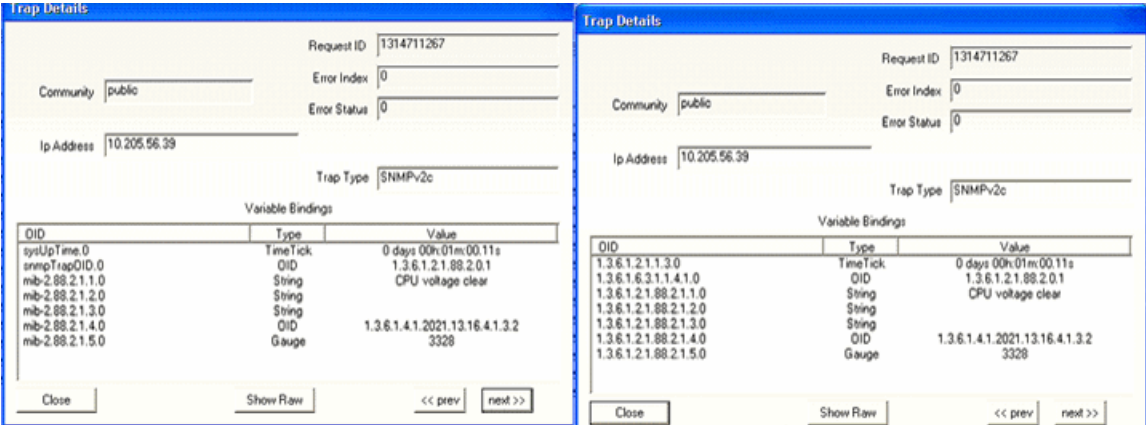 Trap Details
Request ID 1314711267
Error Index 0
Community public
Error Status 0
Ip Address 10.205.56.39
Trap Type SNMPv2c
Variable Bindings
OID Type Value
sysUpTime.0 TimeTick 0 days 00h:01m:00.11s
snmpTrapOID.0 OID 1.3.6.1.2.1.88.2.0.1
mib-2.88.2.1.1.0 String CPU voltage clear
mib-2.88.2.1.2.0 String
mib-2.88.2.1.3.0 String
mib-2.88.2.1.4.0 OID 1.3.6.1.4.1.2021.13.16.4.1.3.2
mib-2.88.2.1.5.0 Gauge 3328
Close Show Raw << prev next >>
Trap Details
Request ID 1314711267
Error Index 0
Community public
Error Status 0
Ip Address 10.205.56.39
Trap Type SNMPv2c
Variable Bindings
OID Type Value
1.3.6.1.2.1.1.3.0 TimeTick 0 days 00h:01m:00.11s
1.3.6.1.6.3.1.1.4.1.0 OID 1.3.6.1.2.1.88.2.0.1
1.3.6.1.2.1.88.2.1.1.0 String CPU voltage clear
1.3.6.1.2.1.88.2.1.2.0 String
1.3.6.1.2.1.88.2.1.3.0 String
1.3.6.1.2.1.88.2.1.4.0 OID 1.3.6.1.4.1.2021.13.16.4.1.3.2
1.3.6.1.2.1.88.2.1.5.0 Gauge 3328
Close Show Raw << prev next >>